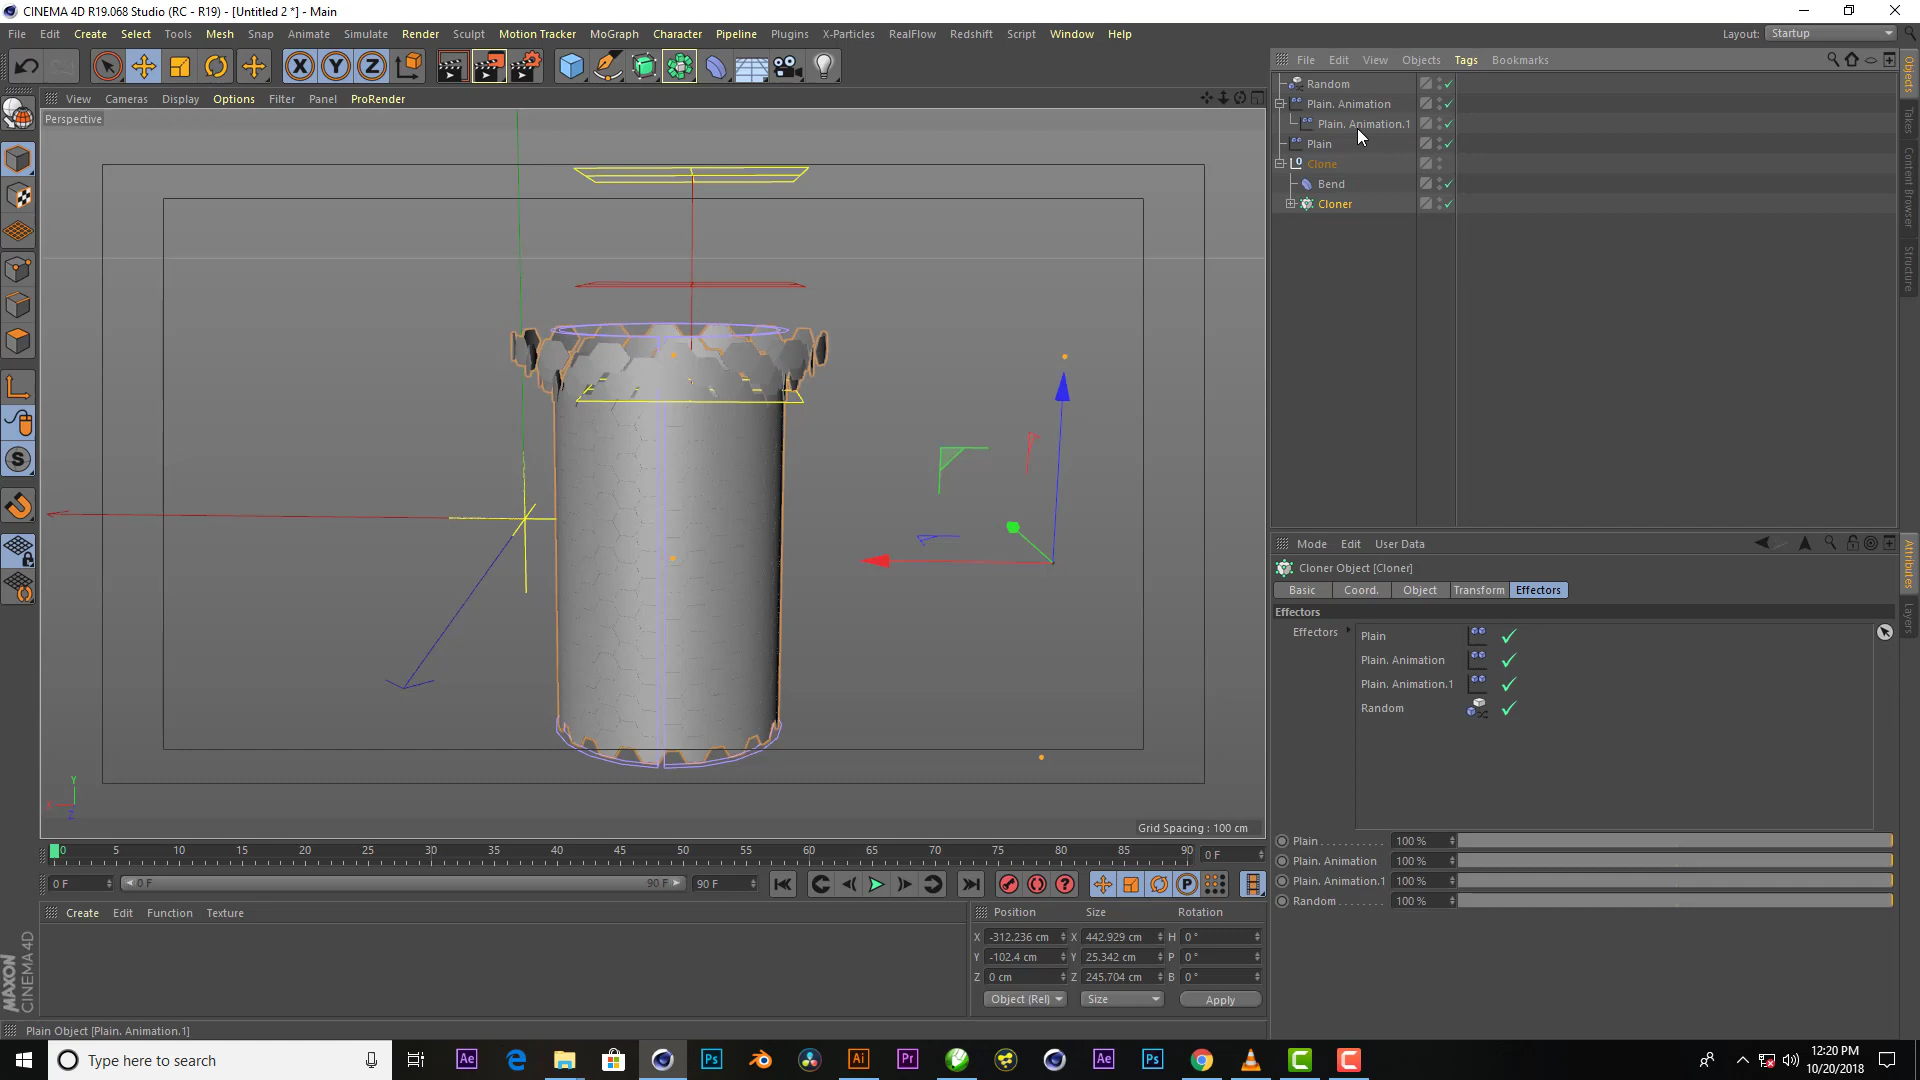 CINEMA 4D R19.068 Studio (RC - R19) - [Untitled 2 *] - Main
File Edit Create Select Tools Mesh Snap Animate Simulate Render Sculpt Motion Tracker MoGraph Character Pipeline Plugins X-Particles RealFlow Redshift Script Window Help Layout: Startup
View Cameras Display Options Filter Panel ProRender
Perspective
File Edit View Objects Tags Bookmarks
Random
Plain. Animation
Plain. Animation.1
Plain
Clone
Bend
Cloner
Objects
Takes
Content Browser
Structure
Mode Edit User Data
Cloner Object [Cloner]
Basic Coord. Object Transform Effectors
Effectors
Effectors
Plain
Plain. Animation
Plain. Animation.1
Random
Attributes
Layers
Plain 100 %
Plain. Animation 100 %
Plain. Animation.1 100 %
Random 100 %
Y
X
Z
Grid Spacing : 100 cm
0 5 10 15 20 25 30 35 40 45 50 55 60 65 70 75 80 85 90 0 F
0 F 0 F 90 F 90 F
Create Edit Function Texture
Position Size Rotation
X -312.236 cm X 442.929 cm H 0 °
Y -102.4 cm Y 25.342 cm P 0 °
Z 0 cm Z 245.704 cm B 0 °
Object (Rel) Size Apply
MAXON
CINEMA 4D
Plain Object [Plain. Animation.1]
Type here to search
12:20 PM
10/20/2018